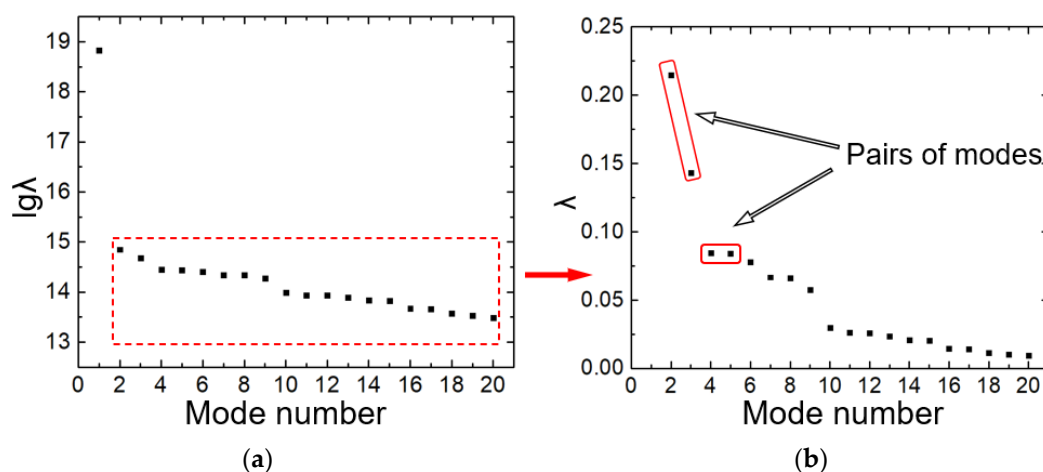 19
18
17
16
15
14
13
lgλ
0 2 4 6 8 10 12 14 16 18 20
Mode number
(a)
0.25
0.20
0.15
0.10
0.05
0.00
λ
Pairs of modes
0 2 4 6 8 10 12 14 16 18 20
Mode number
(b)